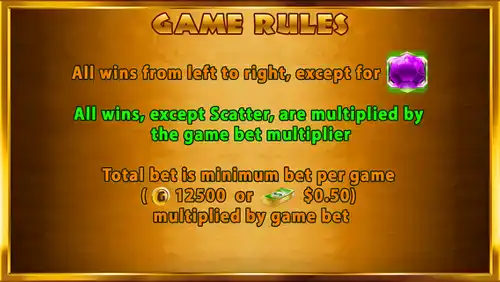 GAME RULES
All wins from left to right, except for
All wins, except Scatter, are multiplied by
the game bet multiplier
Total bet is minimum bet per game
( G 12500 or $0.50)
multiplied by game bet